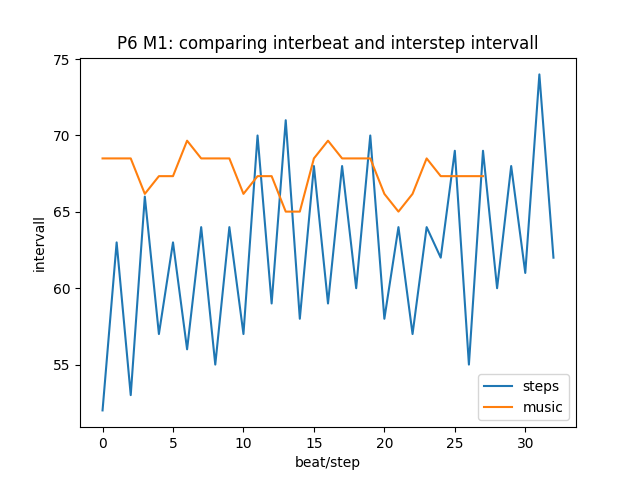 P6 M1: comparing interbeat and interstep intervall
75
70
65
60
55
intervall
0 5 10 15 20 25 30
beat/step
steps
music